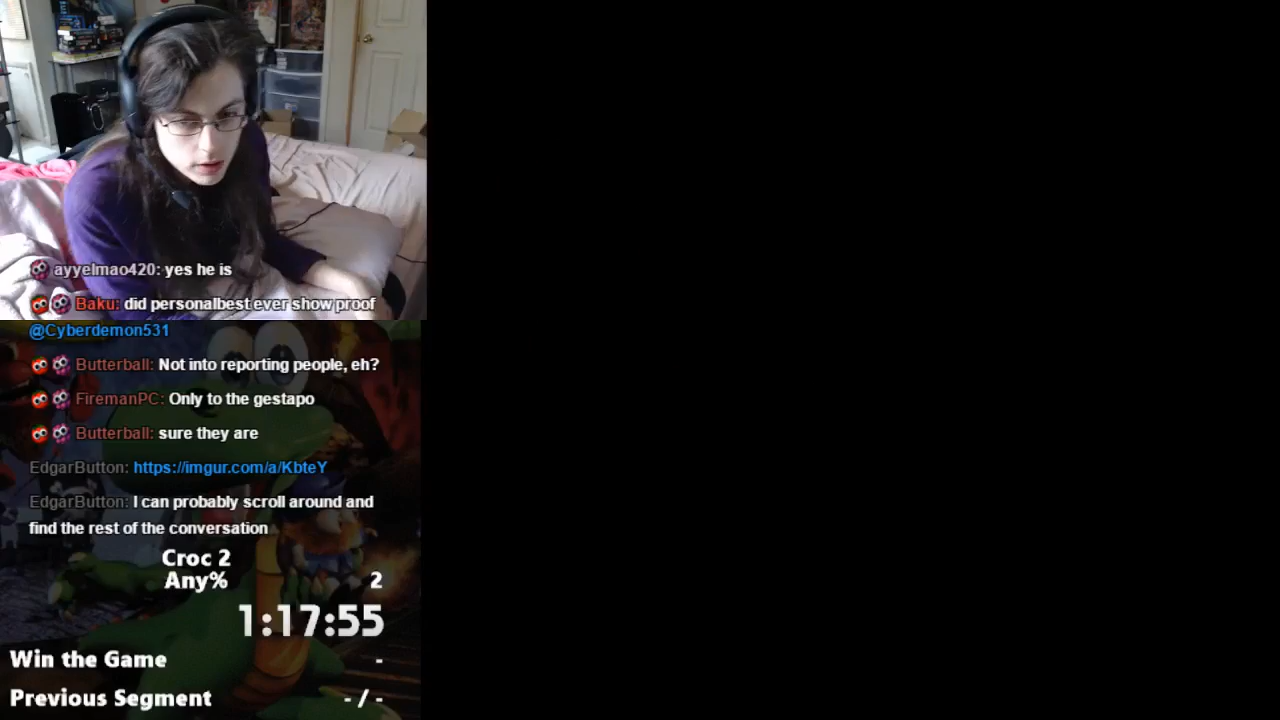 ayyelmao420: yes he is
Baku: did personalbest ever show proof
@Cyberdemon531
Butterball: Not into reporting people, eh?
FiremanPC: Only to the gestapo
Butterball: sure they are
EdgarButton: https://imgur.com/a/KbteY
EdgarButton: I can probably scroll around and
find the rest of the conversation
Croc 2
Any% 2
1:17:55
Win the Game -
Previous Segment - / -